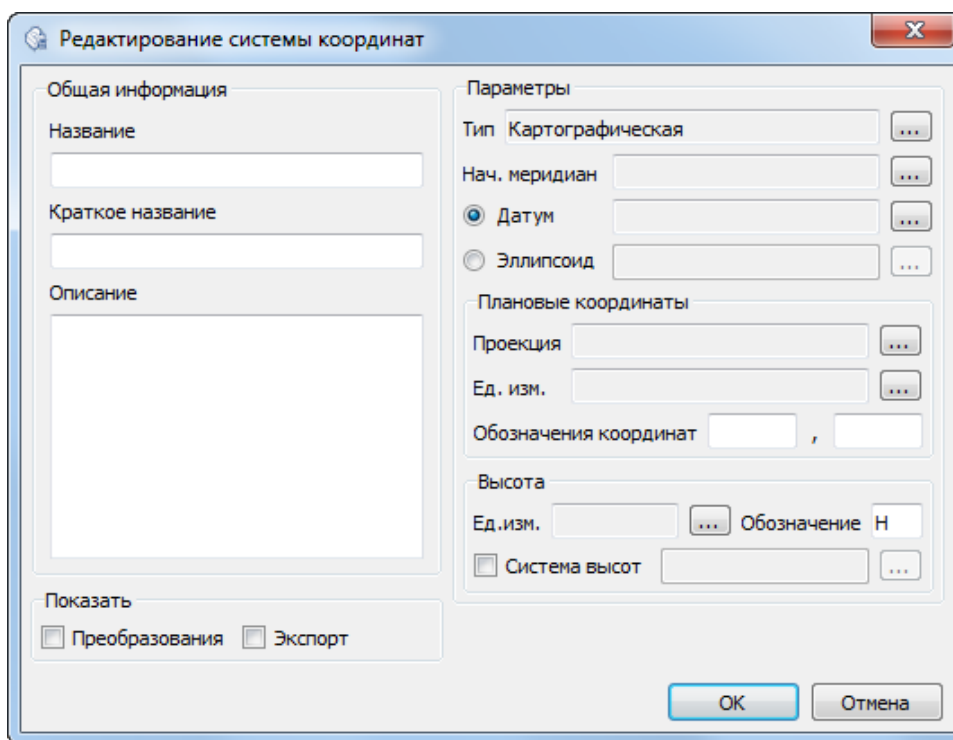 Редактирование системы координат
Общая информация
Название
Краткое название
Описание
Показать
Преобразования Экспорт
Параметры
Тип Картографическая ...
Нач. меридиан ...
Датум ...
Эллипсоид ...
Плановые координаты
Проекция ...
Ед. изм. ...
Обозначения координат ,
Высота
Ед.изм. ... Обозначение H
Система высот ...
OK Отмена